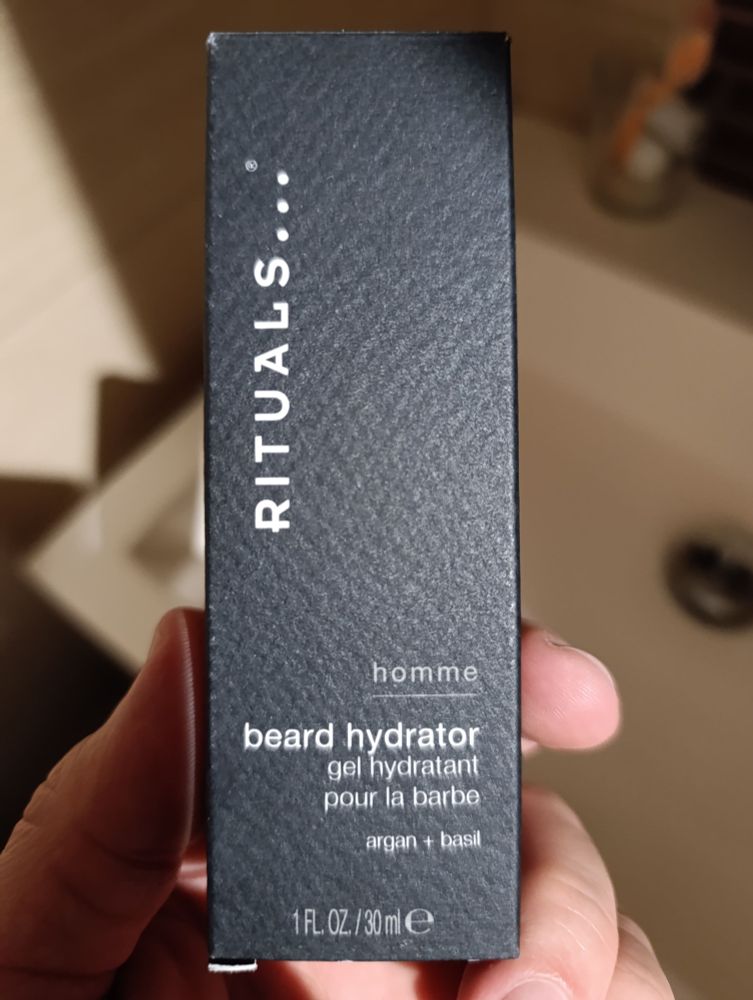 RITUALS...®
homme
beard hydrator
gel hydratant
pour la barbe
argan + basil
1 FL. OZ. / 30 ml ℮